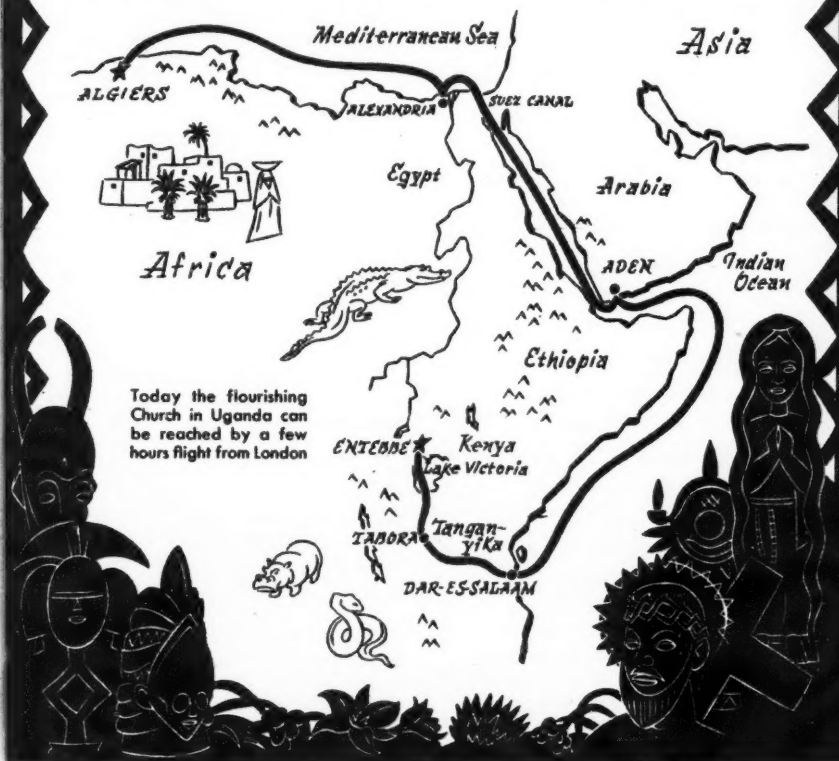 Mediterranean Sea
Asia
ALGIERS
ALEXANDRIA
SUEZ CANAL
Egypt
Arabia
Africa
ADEN
Indian
Ocean
Ethiopia
Today the flourishing
Church in Uganda can
be reached by a few
hours flight from London
ENTEBBE
Kenya
Lake Victoria
TABORA
Tangan-
yika
DAR-ES-SALAAM